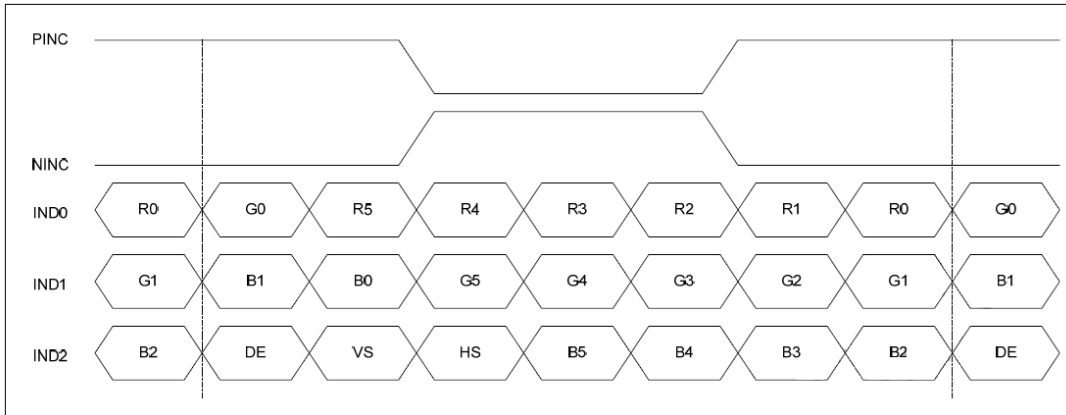 PINC
NINC
IND0 R0 G0 R5 R4 R3 R2 R1 R0 G0
IND1 G1 B1 B0 G5 G4 G3 G2 G1 B1
IND2 B2 DE VS HS B5 B4 B3 B2 DE